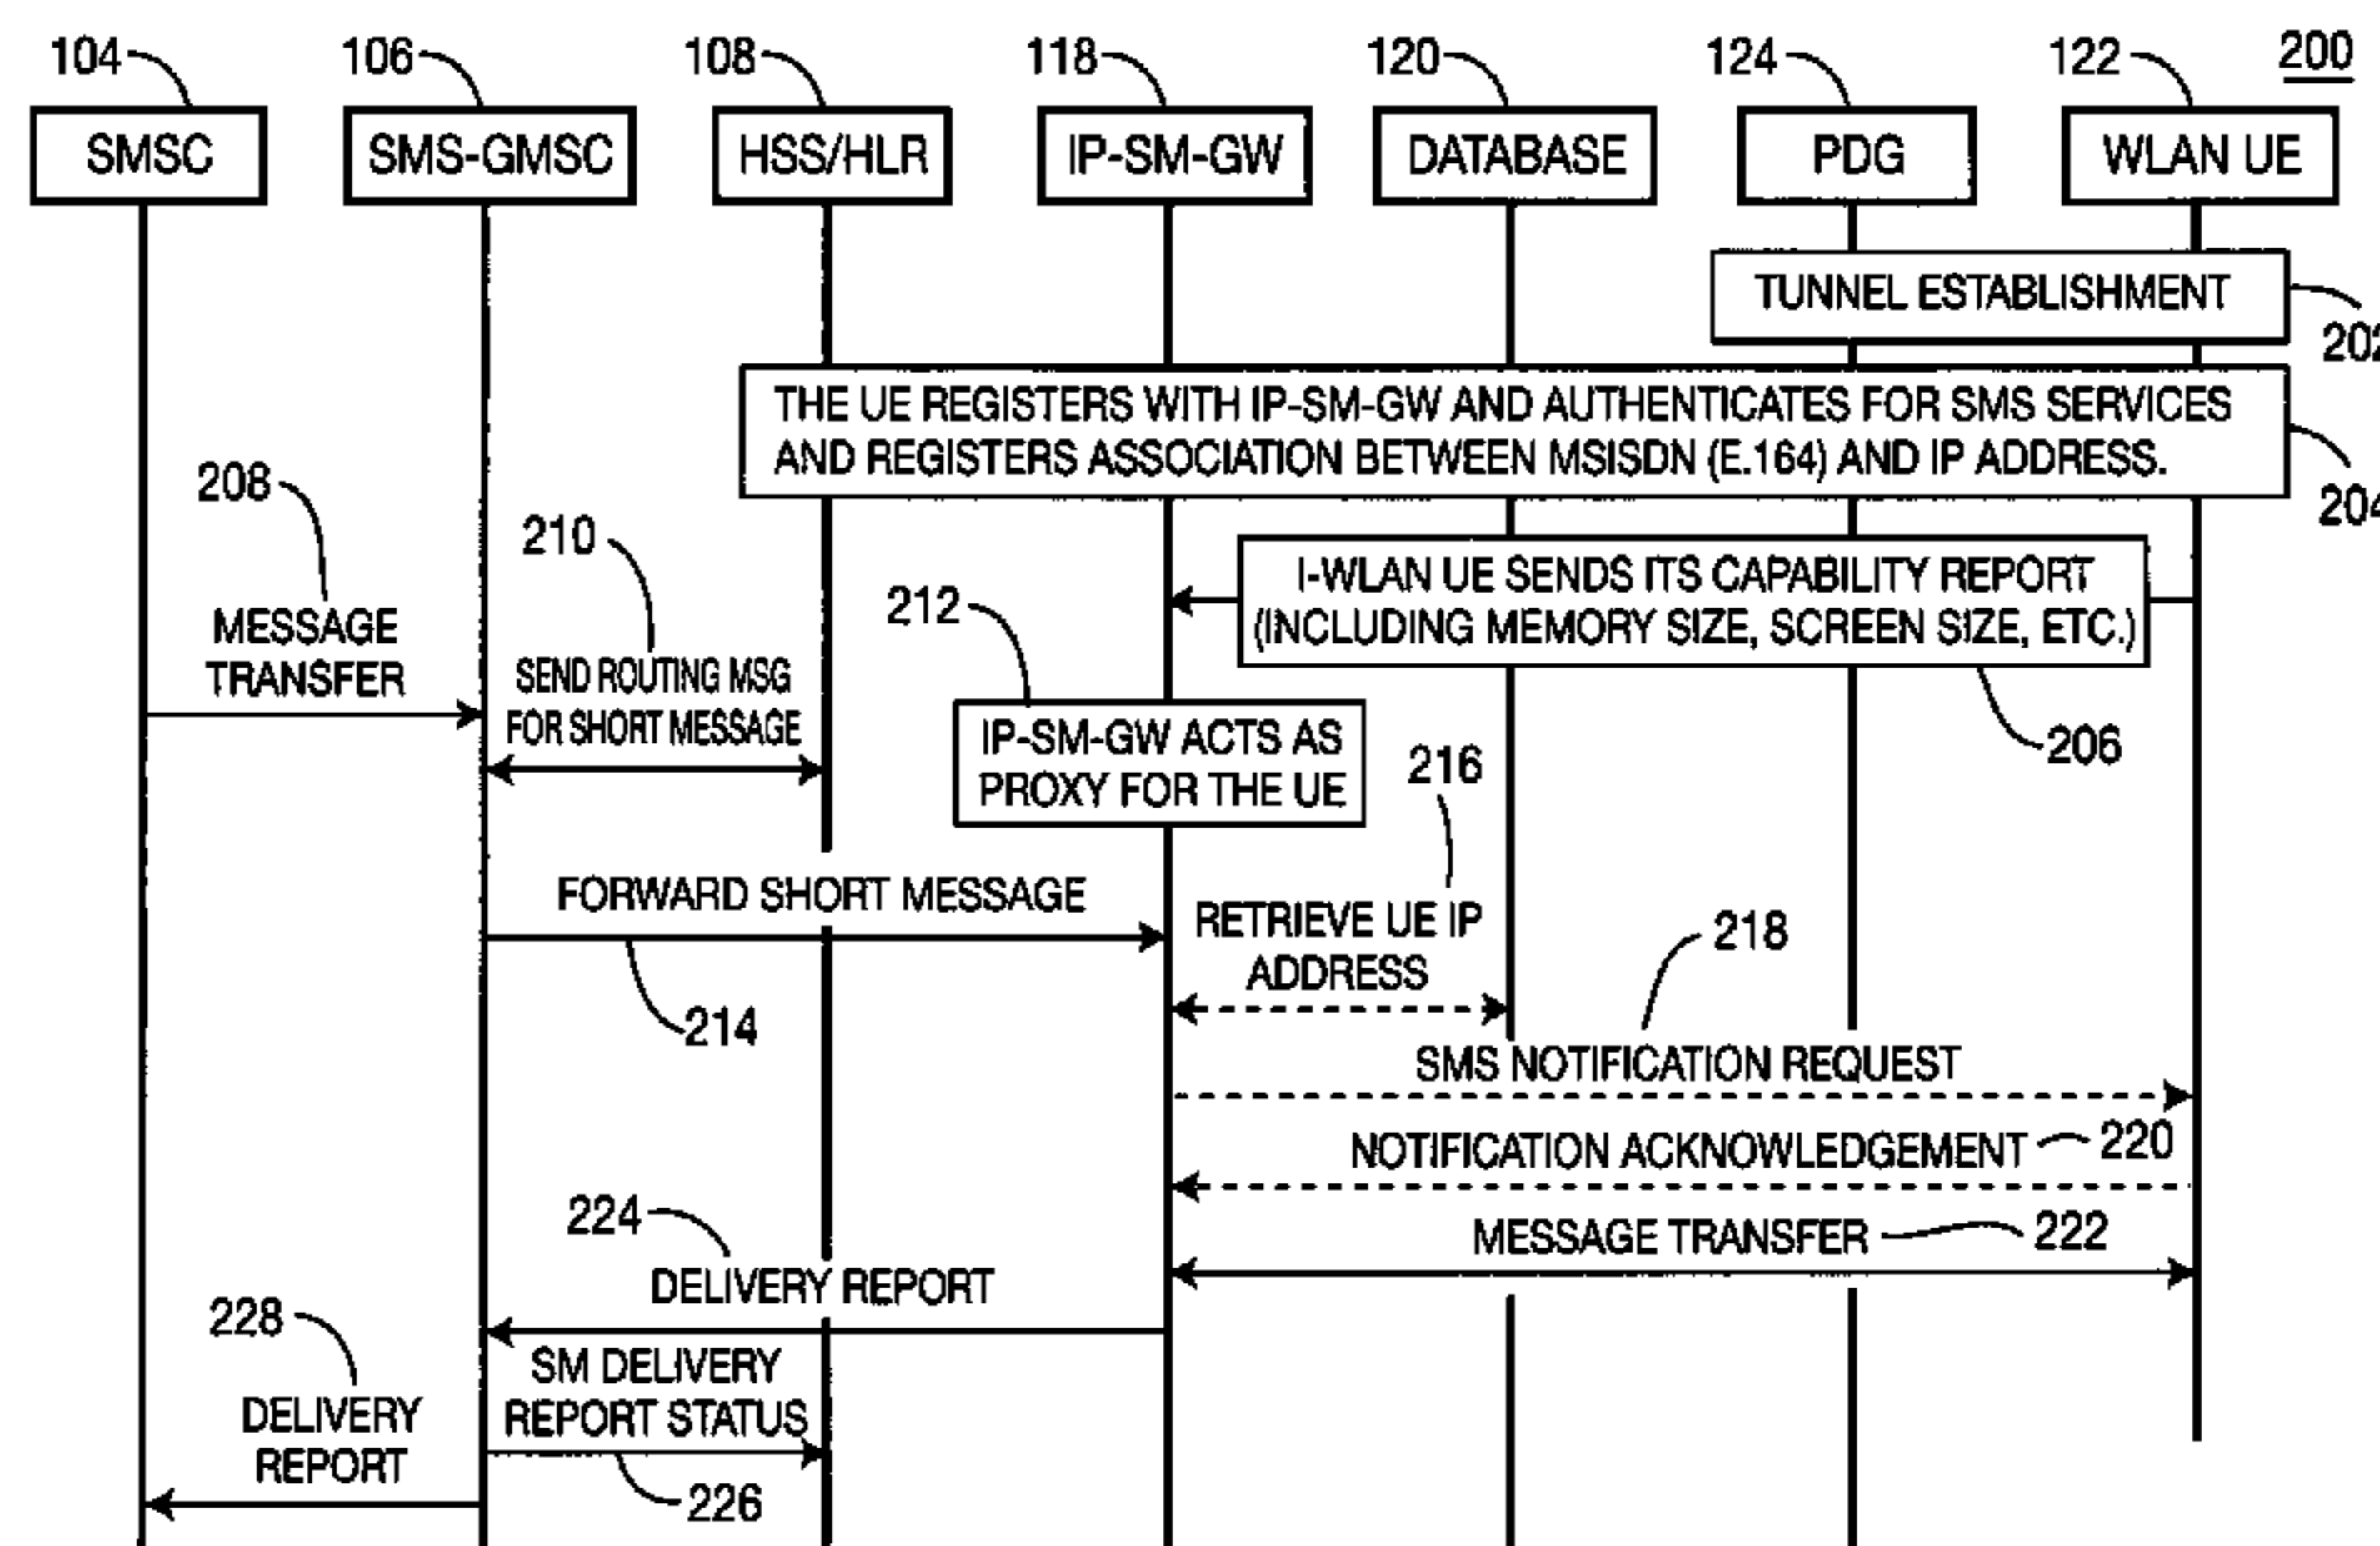 104 106 108 118 120 124 122 200
SMSC SMS-GMSC HSS/HLR IP-SM-GW DATABASE PDG WLAN UE
TUNNEL ESTABLISHMENT
202
THE UE REGISTERS WITH IP-SM-GW AND AUTHENTICATES FOR SMS SERVICES
AND REGISTERS ASSOCIATION BETWEEN MSISDN (E.164) AND IP ADDRESS.
204
208
MESSAGE
TRANSFER
210
SEND ROUTING MSG
FOR SHORT MESSAGE
I-WLAN UE SENDS ITS CAPABILITY REPORT
(INCLUDING MEMORY SIZE, SCREEN SIZE, ETC.)
206
212
IP-SM-GW ACTS AS
PROXY FOR THE UE
FORWARD SHORT MESSAGE
214
216
RETRIEVE UE IP
ADDRESS
218
SMS NOTIFICATION REQUEST
NOTIFICATION ACKNOWLEDGEMENT 220
MESSAGE TRANSFER 222
224
DELIVERY REPORT
SM DELIVERY
REPORT STATUS
226
228
DELIVERY
REPORT